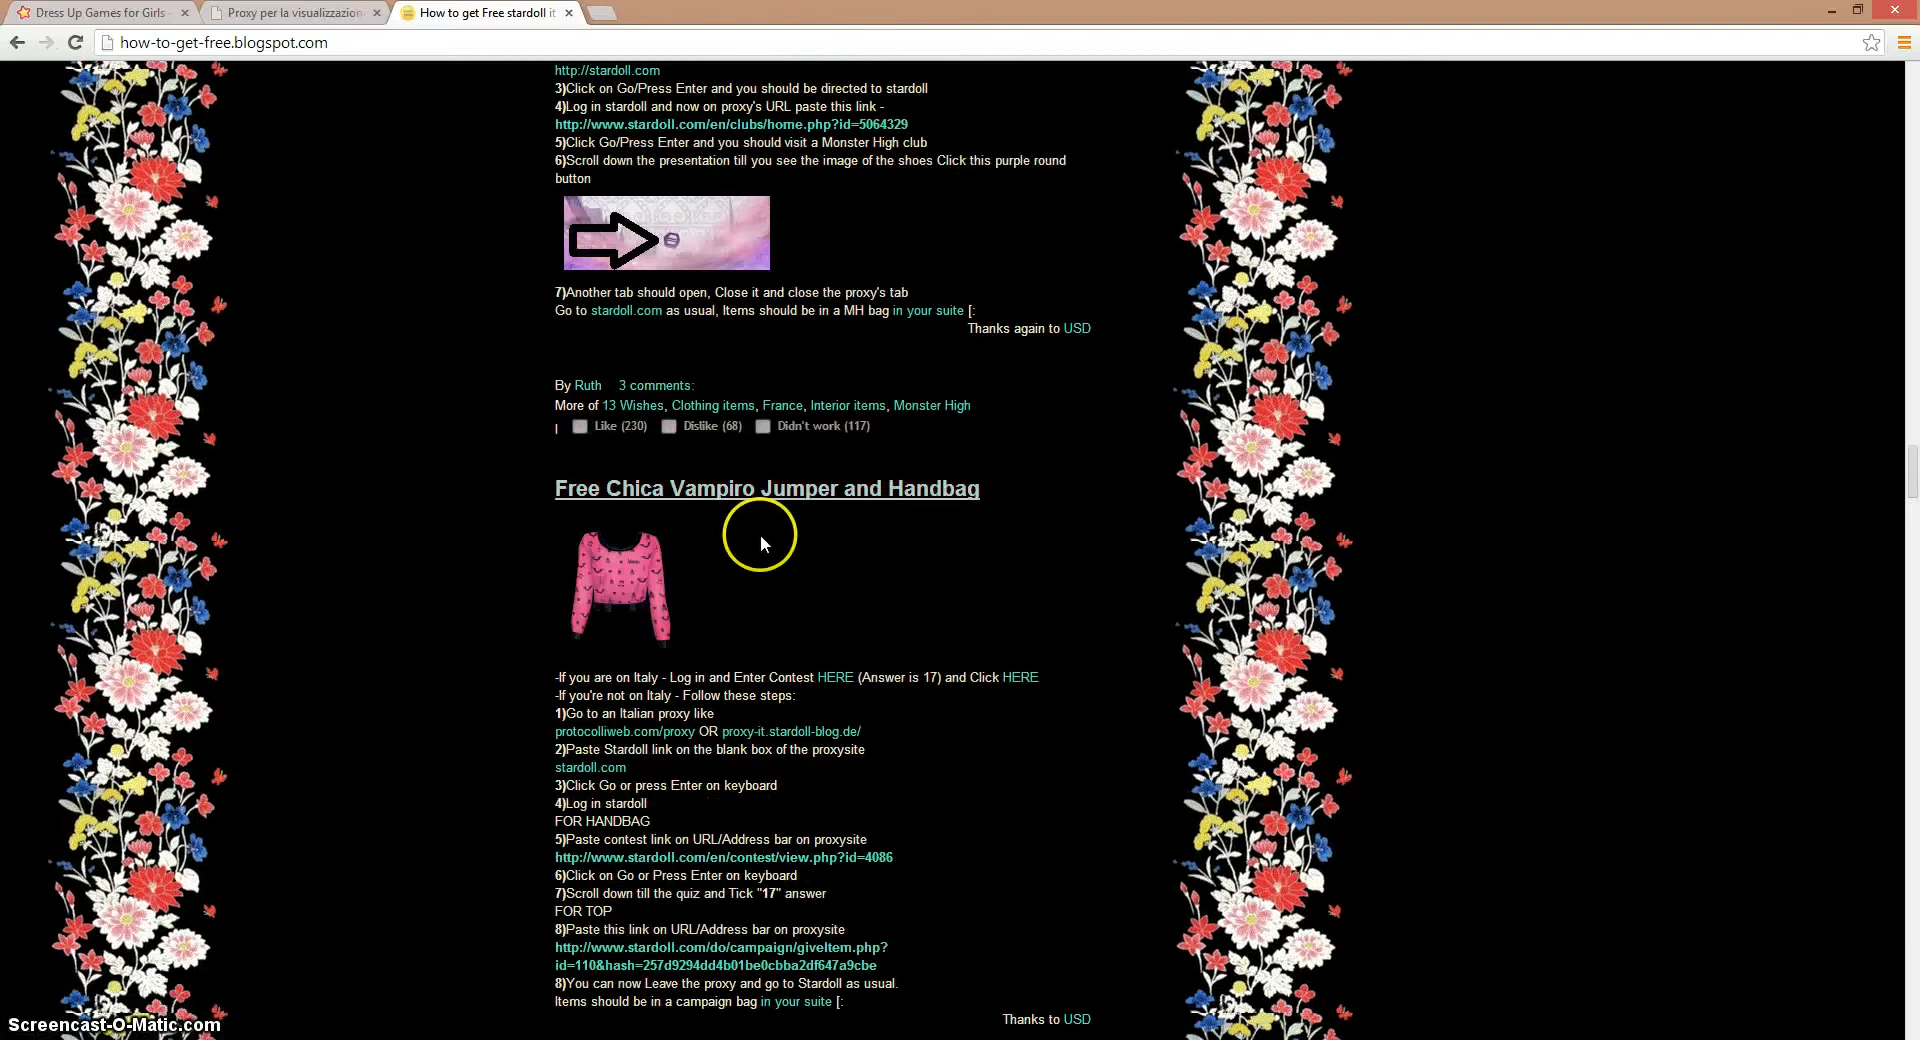 Dress Up Games for Girls -
Proxy per la visualizzazion
How to get Free stardoll it
how-to-get-free.blogspot.com
http://stardoll.com
3)Click on Go/Press Enter and you should be directed to stardoll
4)Log in stardoll and now on proxy's URL paste this link -
http://www.stardoll.com/en/clubs/home.php?id=5064329
5)Click Go/Press Enter and you should visit a Monster High club
6)Scroll down the presentation till you see the image of the shoes Click this purple round
button
7)Another tab should open, Close it and close the proxy's tab
Go to stardoll.com as usual, Items should be in a MH bag in your suite [:
Thanks again to USD
By Ruth 3 comments:
More of 13 Wishes, Clothing items, France, Interior items, Monster High
| Like (230) Dislike (68) Didn't work (117)
Free Chica Vampiro Jumper and Handbag
-If you are on Italy - Log in and Enter Contest HERE (Answer is 17) and Click HERE
-If you're not on Italy - Follow these steps:
1)Go to an Italian proxy like
protocolliweb.com/proxy OR proxy-it.stardoll-blog.de/
2)Paste Stardoll link on the blank box of the proxysite
stardoll.com
3)Click Go or press Enter on keyboard
4)Log in stardoll
FOR HANDBAG
5)Paste contest link on URL/Address bar on proxysite
http://www.stardoll.com/en/contest/view.php?id=4086
6)Click on Go or Press Enter on keyboard
7)Scroll down till the quiz and Tick "17" answer
FOR TOP
8)Paste this link on URL/Address bar on proxysite
http://www.stardoll.com/do/campaign/giveItem.php?
id=110&hash=257d9294dd4b01be0cbba2df647a9cbe
8)You can now Leave the proxy and go to Stardoll as usual.
Items should be in a campaign bag in your suite [:
Thanks to USD
Screencast-O-Matic.com